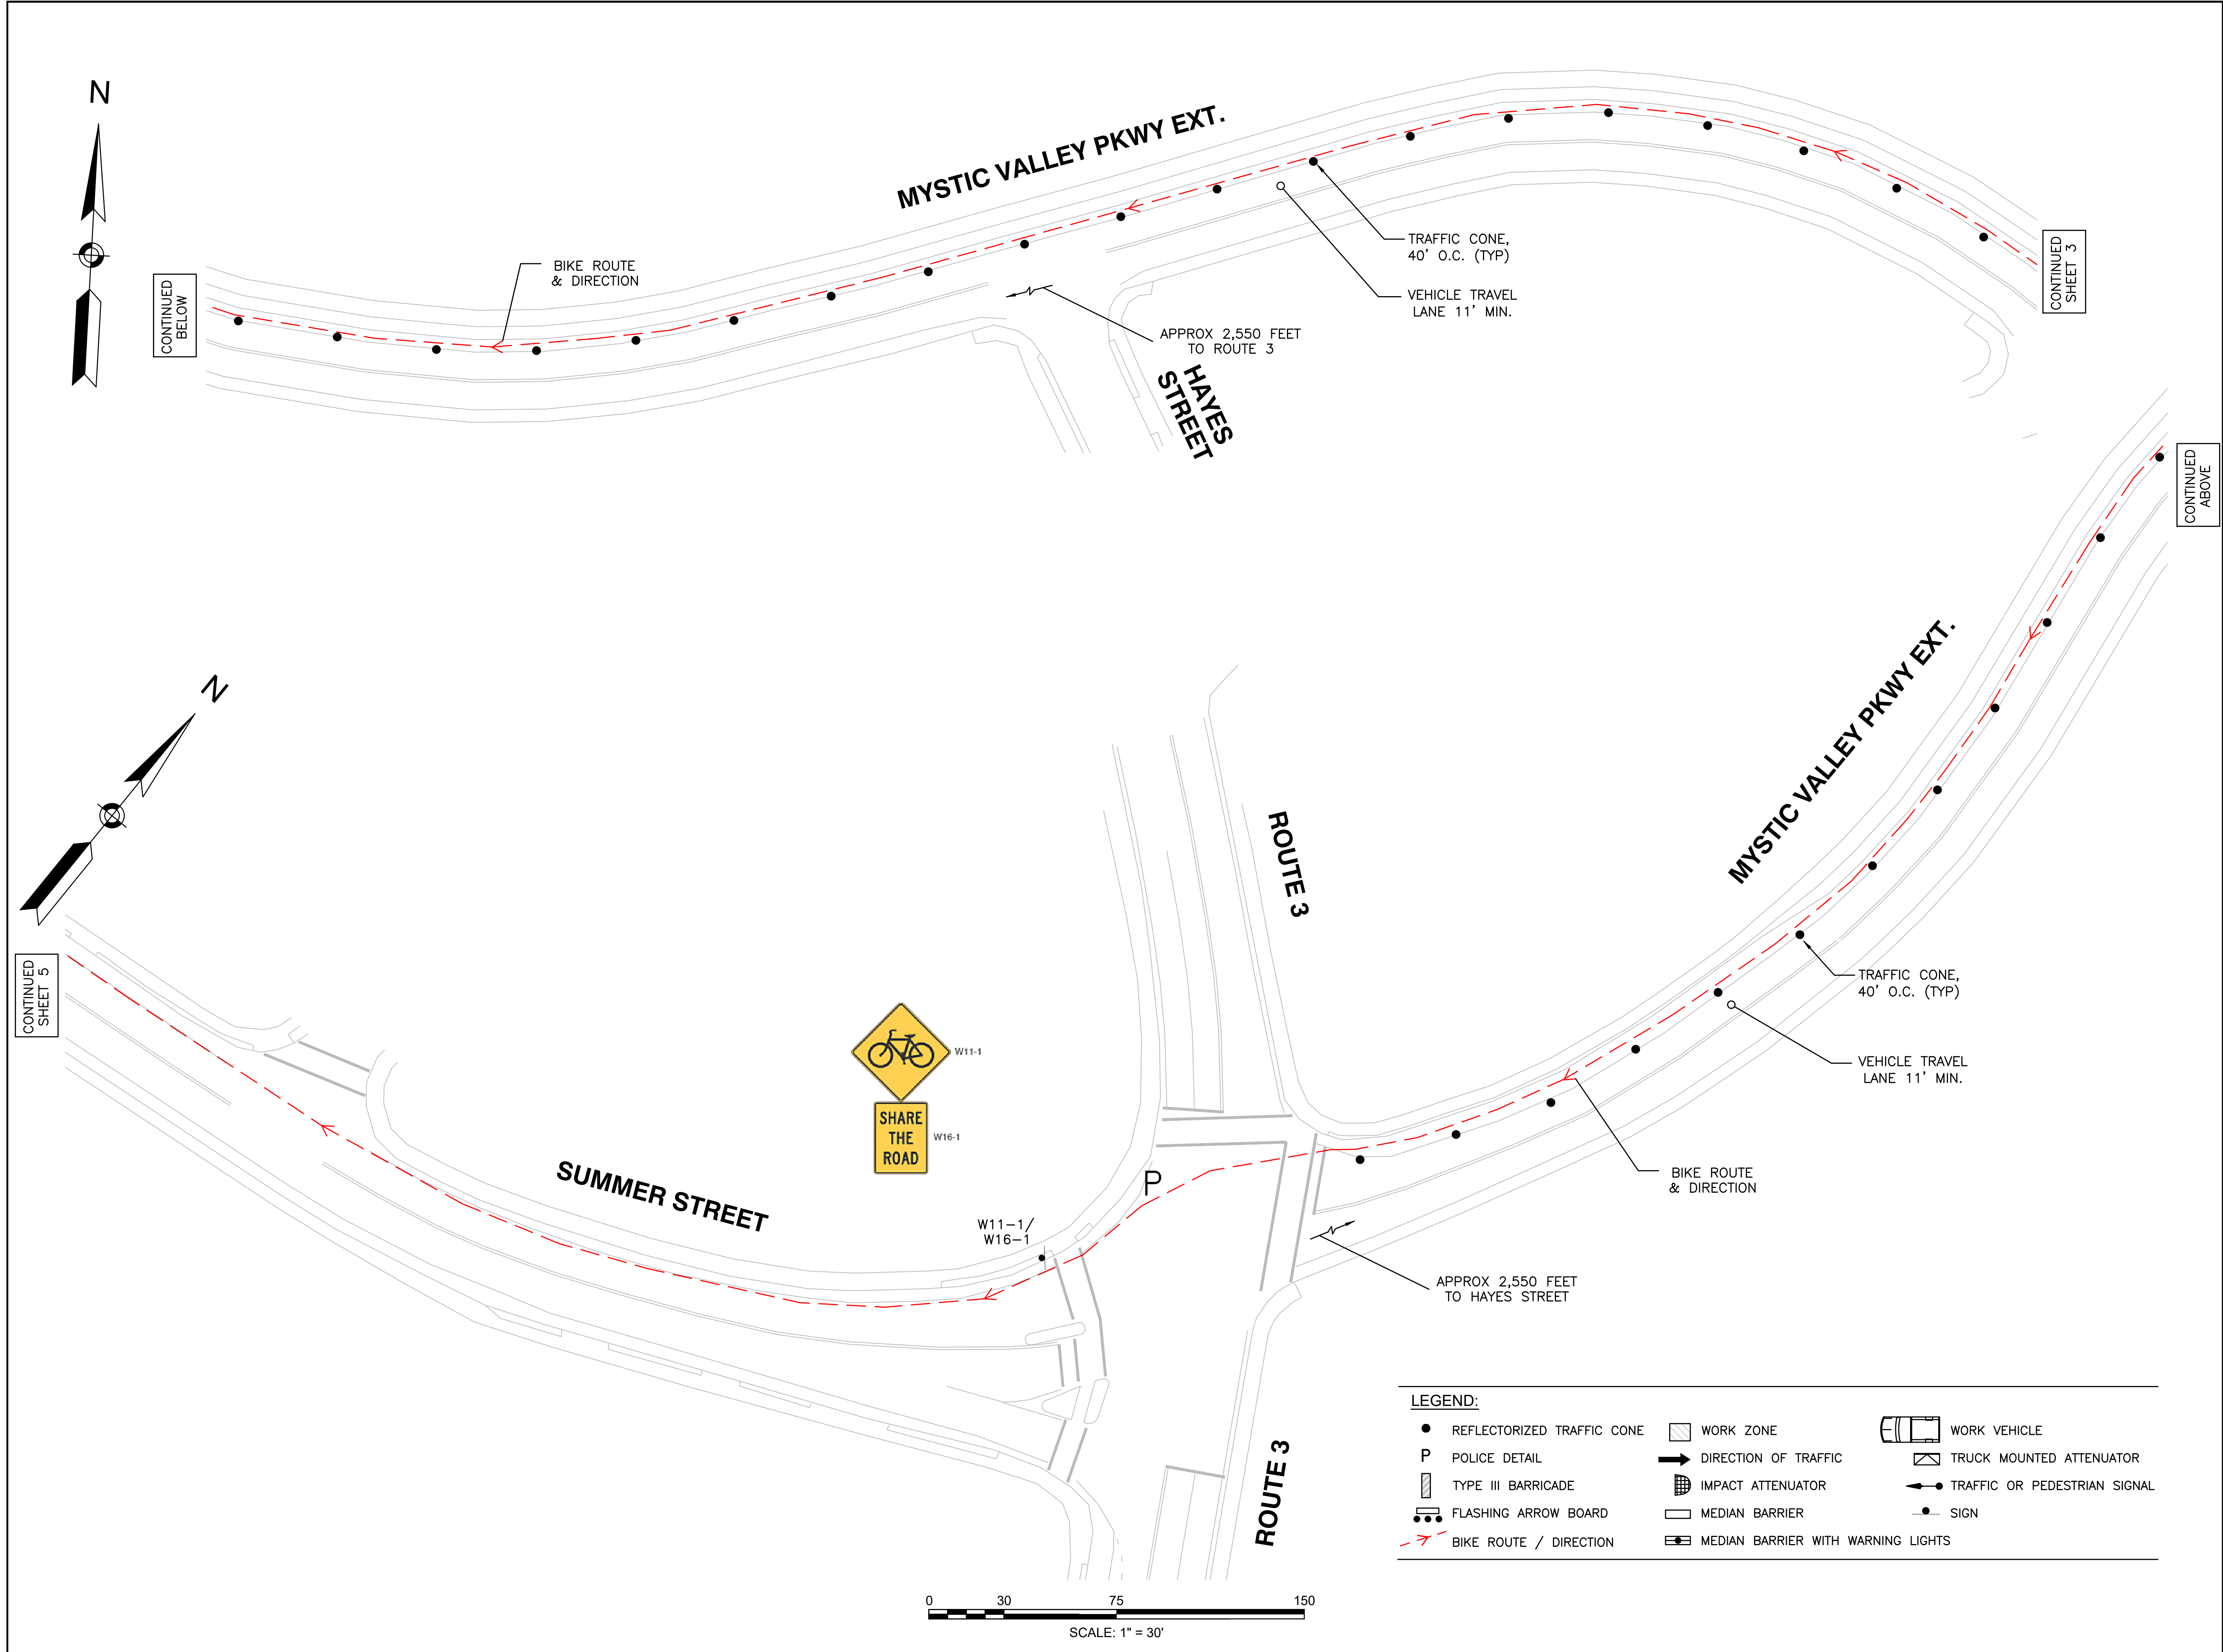 N
MYSTIC VALLEY PKWY EXT.
CONTINUED
BELOW
BIKE ROUTE
& DIRECTION
TRAFFIC CONE,
40' O.C. (TYP)
VEHICLE TRAVEL
LANE 11' MIN.
APPROX 2,550 FEET
TO ROUTE 3
HAYES
STREET
CONTINUED
SHEET 3
CONTINUED
ABOVE
MYSTIC VALLEY PKWY EXT.
N
CONTINUED
SHEET 5
ROUTE 3
TRAFFIC CONE,
40' O.C. (TYP)
VEHICLE TRAVEL
LANE 11' MIN.
W11-1
SHARE
THE
ROAD
W16-1
SUMMER STREET
P
W11-1/
W16-1
BIKE ROUTE
& DIRECTION
APPROX 2,550 FEET
TO HAYES STREET
ROUTE 3
LEGEND:
REFLECTORIZED TRAFFIC CONE
P POLICE DETAIL
TYPE III BARRICADE
FLASHING ARROW BOARD
BIKE ROUTE / DIRECTION
WORK ZONE
DIRECTION OF TRAFFIC
IMPACT ATTENUATOR
MEDIAN BARRIER
MEDIAN BARRIER WITH WARNING LIGHTS
WORK VEHICLE
TRUCK MOUNTED ATTENUATOR
TRAFFIC OR PEDESTRIAN SIGNAL
SIGN
0 30 75 150
SCALE: 1" = 30'